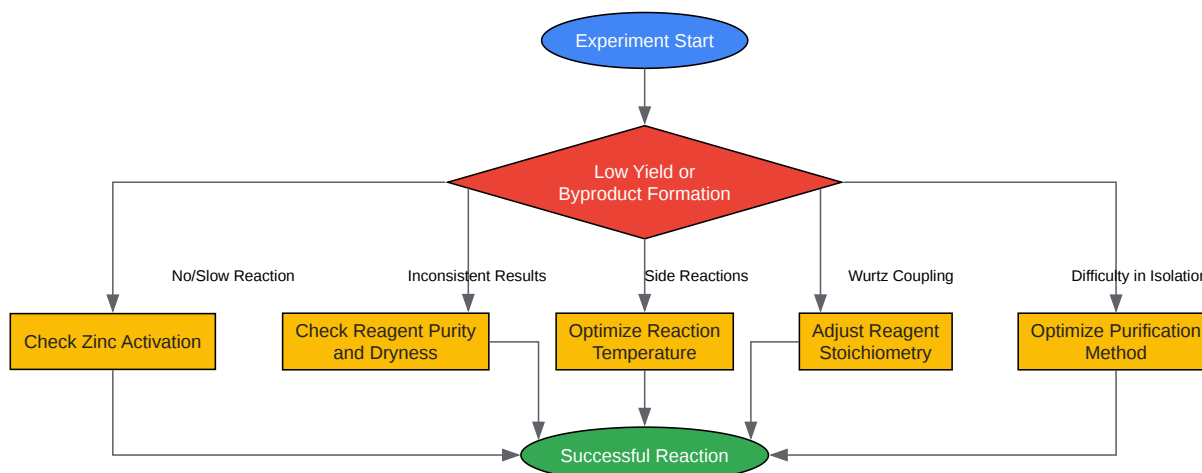 Experiment Start
Low Yield or
Byproduct Formation
No/Slow Reaction
Inconsistent Results
Side Reactions
Wurtz Coupling
Difficulty in Isolation
Check Zinc Activation
Check Reagent Purity
and Dryness
Optimize Reaction
Temperature
Adjust Reagent
Stoichiometry
Optimize Purification
Method
Successful Reaction